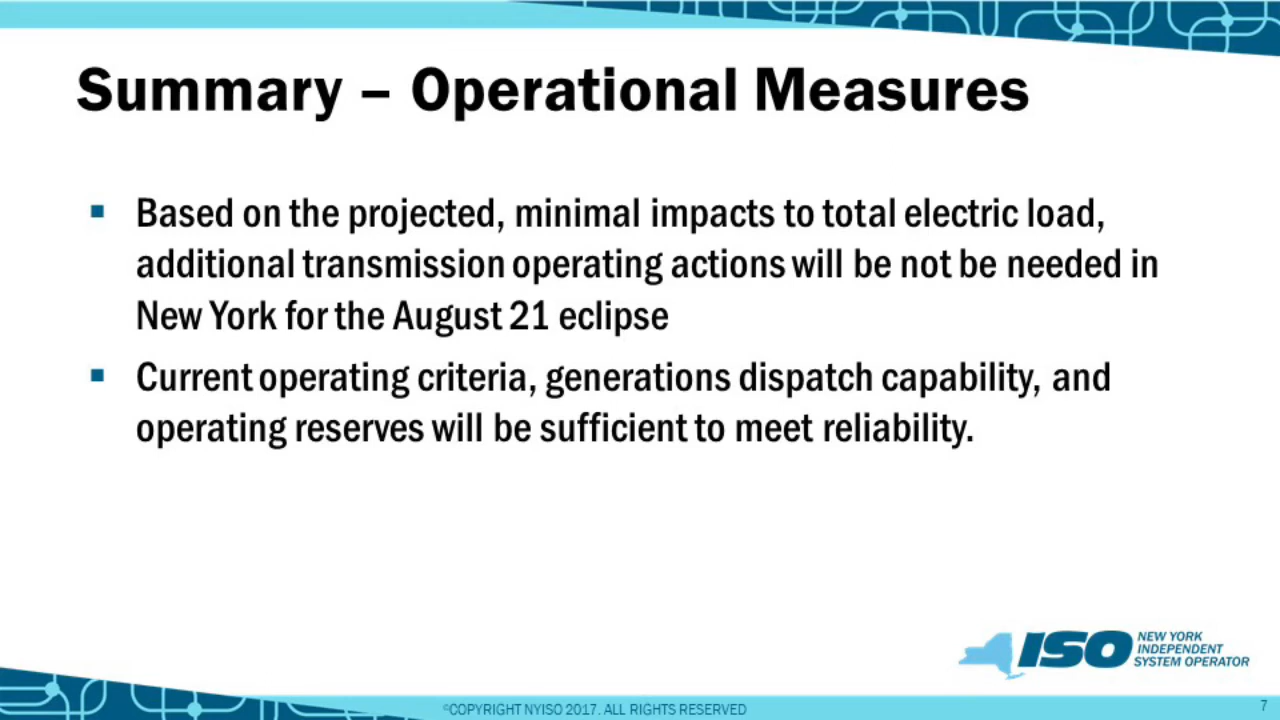 Summary – Operational Measures
▪ Based on the projected, minimal impacts to total electric load,
additional transmission operating actions will be not be needed in
New York for the August 21 eclipse
▪ Current operating criteria, generations dispatch capability, and
operating reserves will be sufficient to meet reliability.
ISO NEW YORK
INDEPENDENT
SYSTEM OPERATOR
©COPYRIGHT NYISO 2017. ALL RIGHTS RESERVED
7